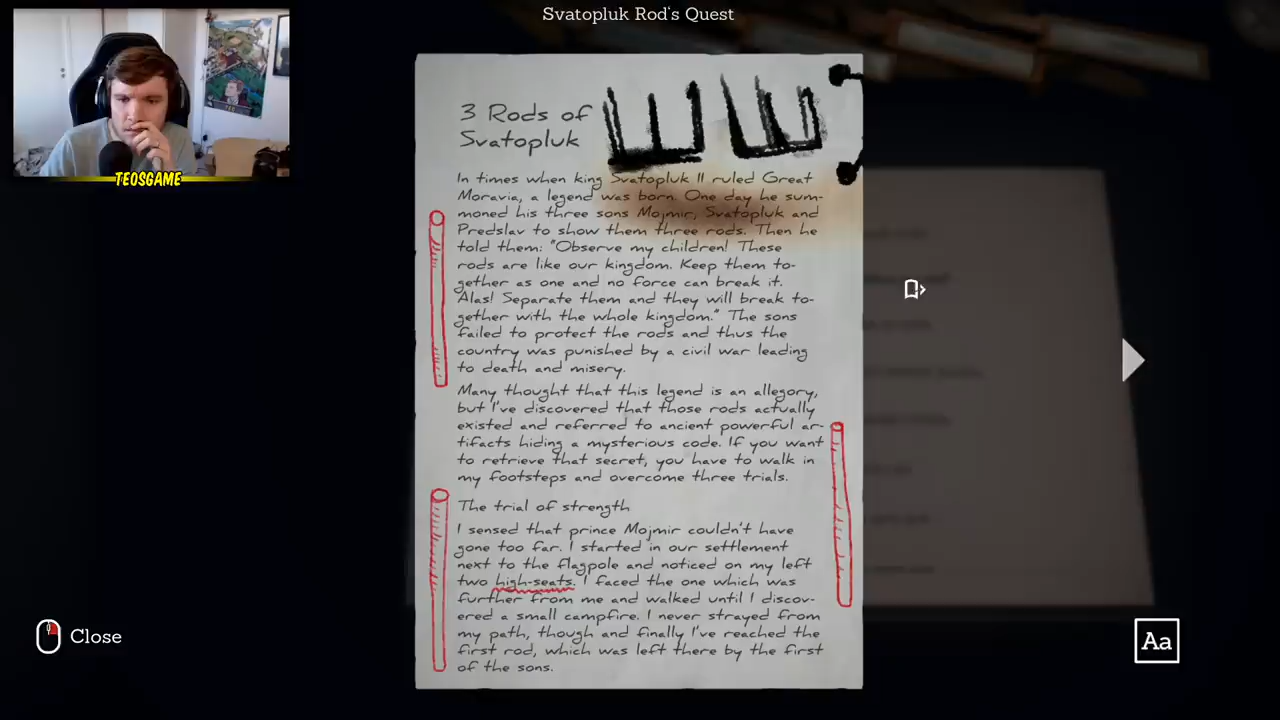 Svatopluk Rod's Quest
TEOSGAME
3 Rods of
Svatopluk
In times when king Svatopluk II ruled Great
Moravia, a legend was born. One day he sum-
moned his three sons Mojmir, Svatopluk and
Predslav to show them three rods. Then he
told them: "Observe my children! These
rods are like our kingdom. Keep them to-
gether as one and no force can break it.
Alas! Separate them and they will break to-
gether with the whole kingdom." The sons
failed to protect the rods and thus the
country was punished by a civil war leading
to death and misery.
Many thought that this legend is an allegory,
but I've discovered that those rods actually
existed and referred to ancient powerful ar-
tifacts hiding a mysterious code. If you want
to retrieve that secret, you have to walk in
my footsteps and overcome three trials.
The trial of strength
I sensed that prince Mojmir couldn't have
gone too far. I started in our settlement
next to the flagpole and noticed on my left
two high-seats. I faced the one which was
further from me and walked until I discov-
ered a small campfire. I never strayed from
my path, though and finally I've reached the
first rod, which was left there by the first
of the sons.
Close
Aa